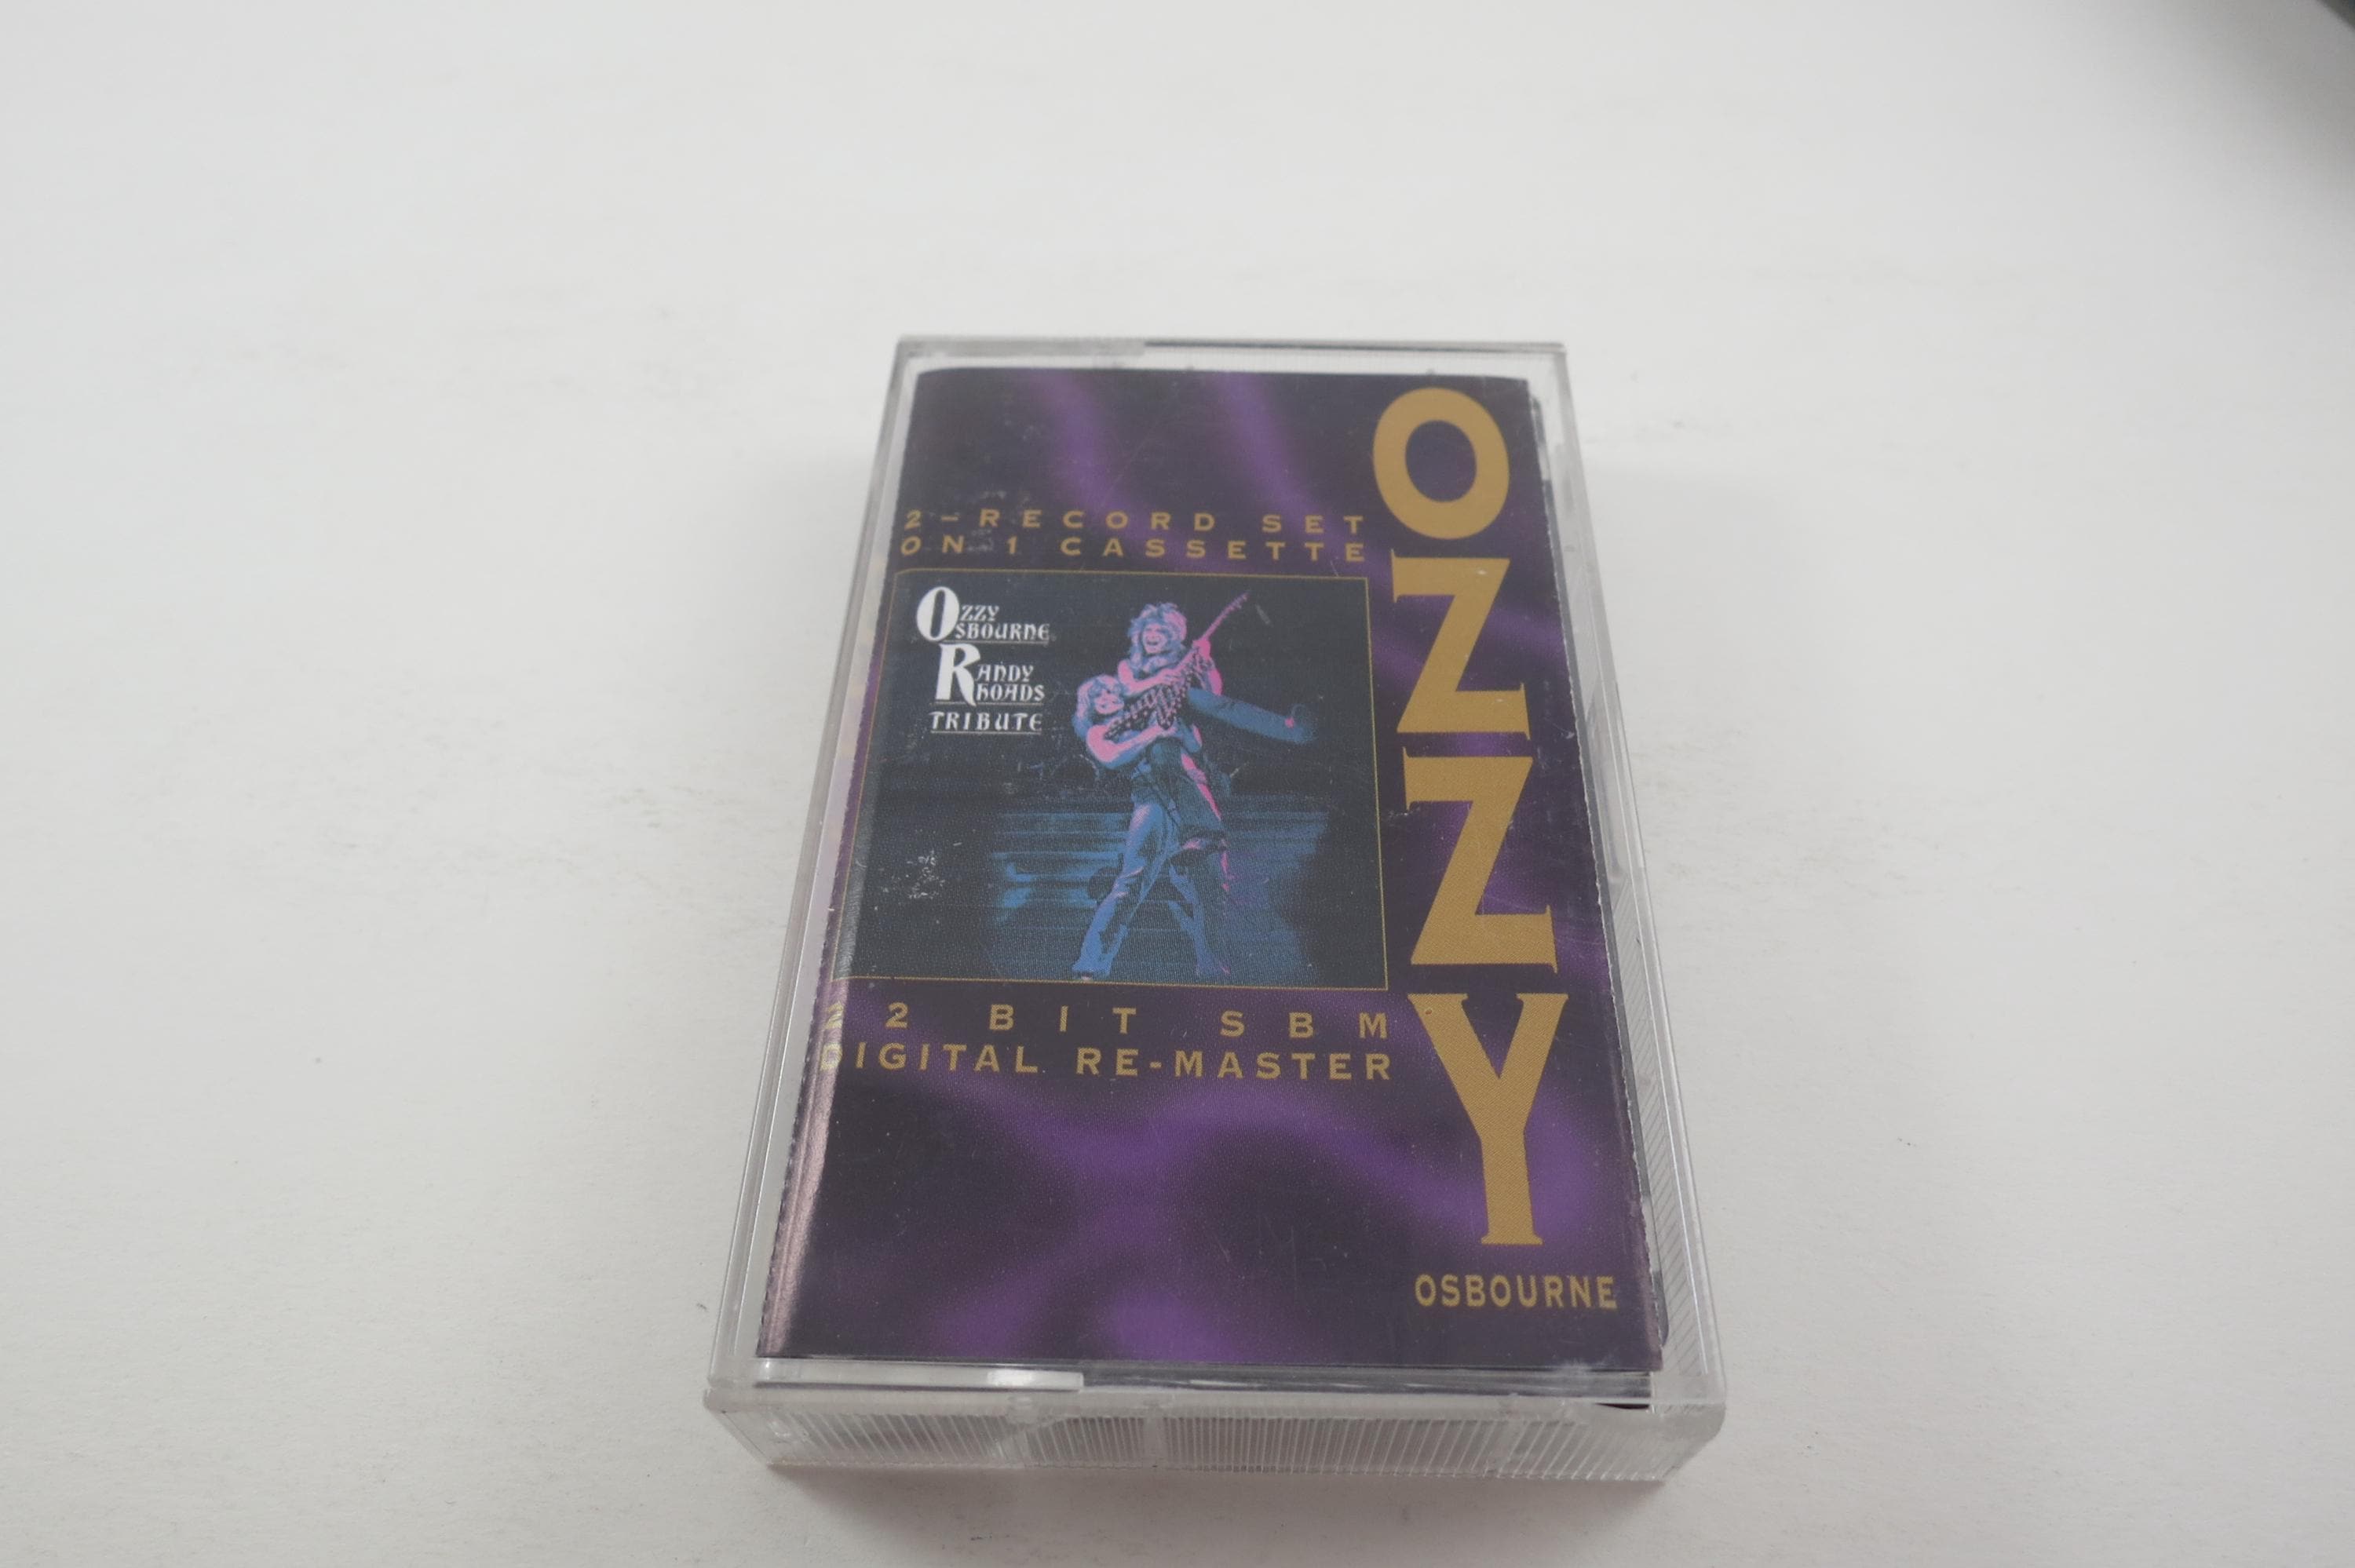 2-RECORD SET
ON 1 CASSETTE
OZZY
OSBOURNE
RANDY
RHOADS
TRIBUTE
22 BIT SBM
DIGITAL RE-MASTER
OZZY
OSBOURNE